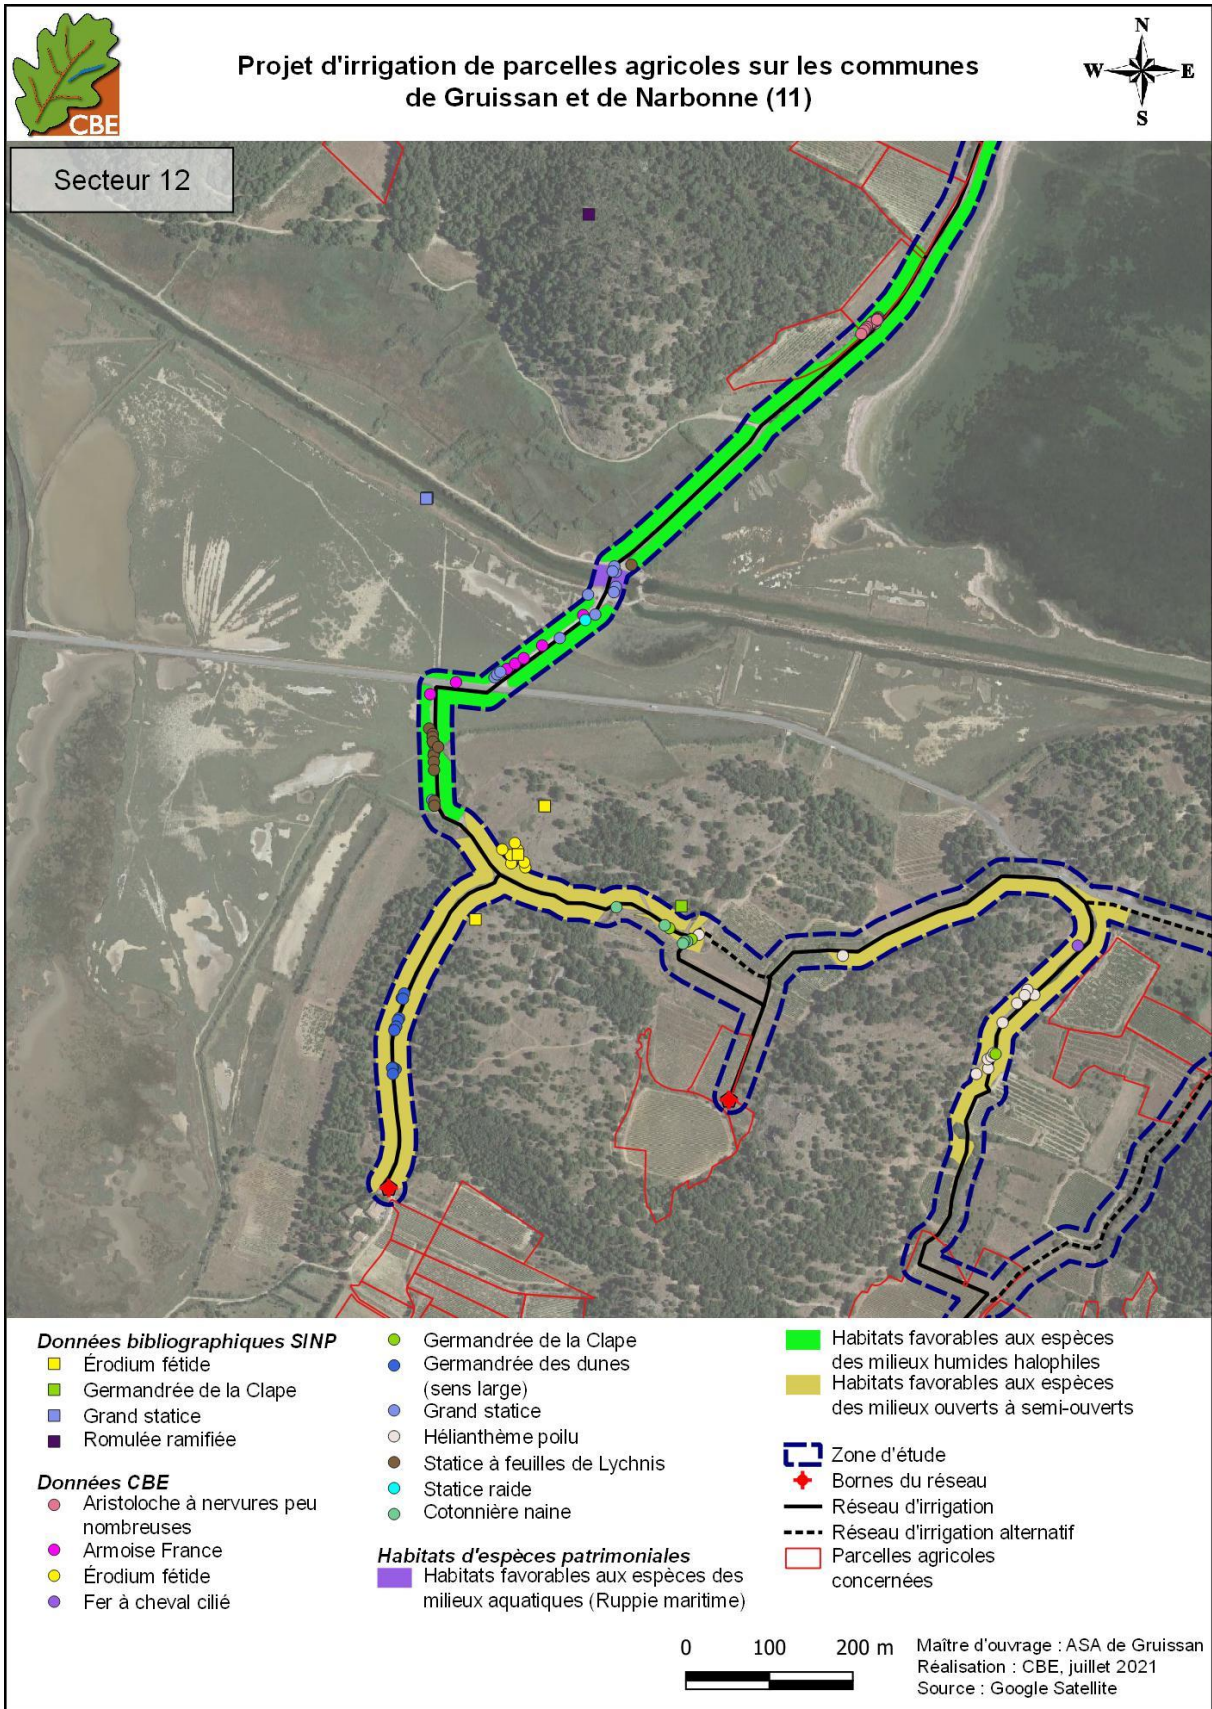 CBE
Projet d'irrigation de parcelles agricoles sur les communes
de Gruissan et de Narbonne (11)
N
W
E
S
Secteur 12
Données bibliographiques SINP
Érodium fétide
Germandrée de la Clape
Grand statice
Romulée ramifiée
Données CBE
Aristoloche à nervures peu
nombreuses
Armoise France
Érodium fétide
Fer à cheval cilié
Germandrée de la Clape
Germandrée des dunes
(sens large)
Grand statice
Hélianthème poilu
Statice à feuilles de Lychnis
Statice raide
Cotonnière naine
Habitats d'espèces patrimoniales
Habitats favorables aux espèces des
milieux aquatiques (Ruppie maritime)
Habitats favorables aux espèces
des milieux humides halophiles
Habitats favorables aux espèces
des milieux ouverts à semi-ouverts
Zone d'étude
Bornes du réseau
Réseau d'irrigation
Réseau d'irrigation alternatif
Parcelles agricoles
concernées
0 100 200 m
Maître d'ouvrage : ASA de Gruissan
Réalisation : CBE, juillet 2021
Source : Google Satellite